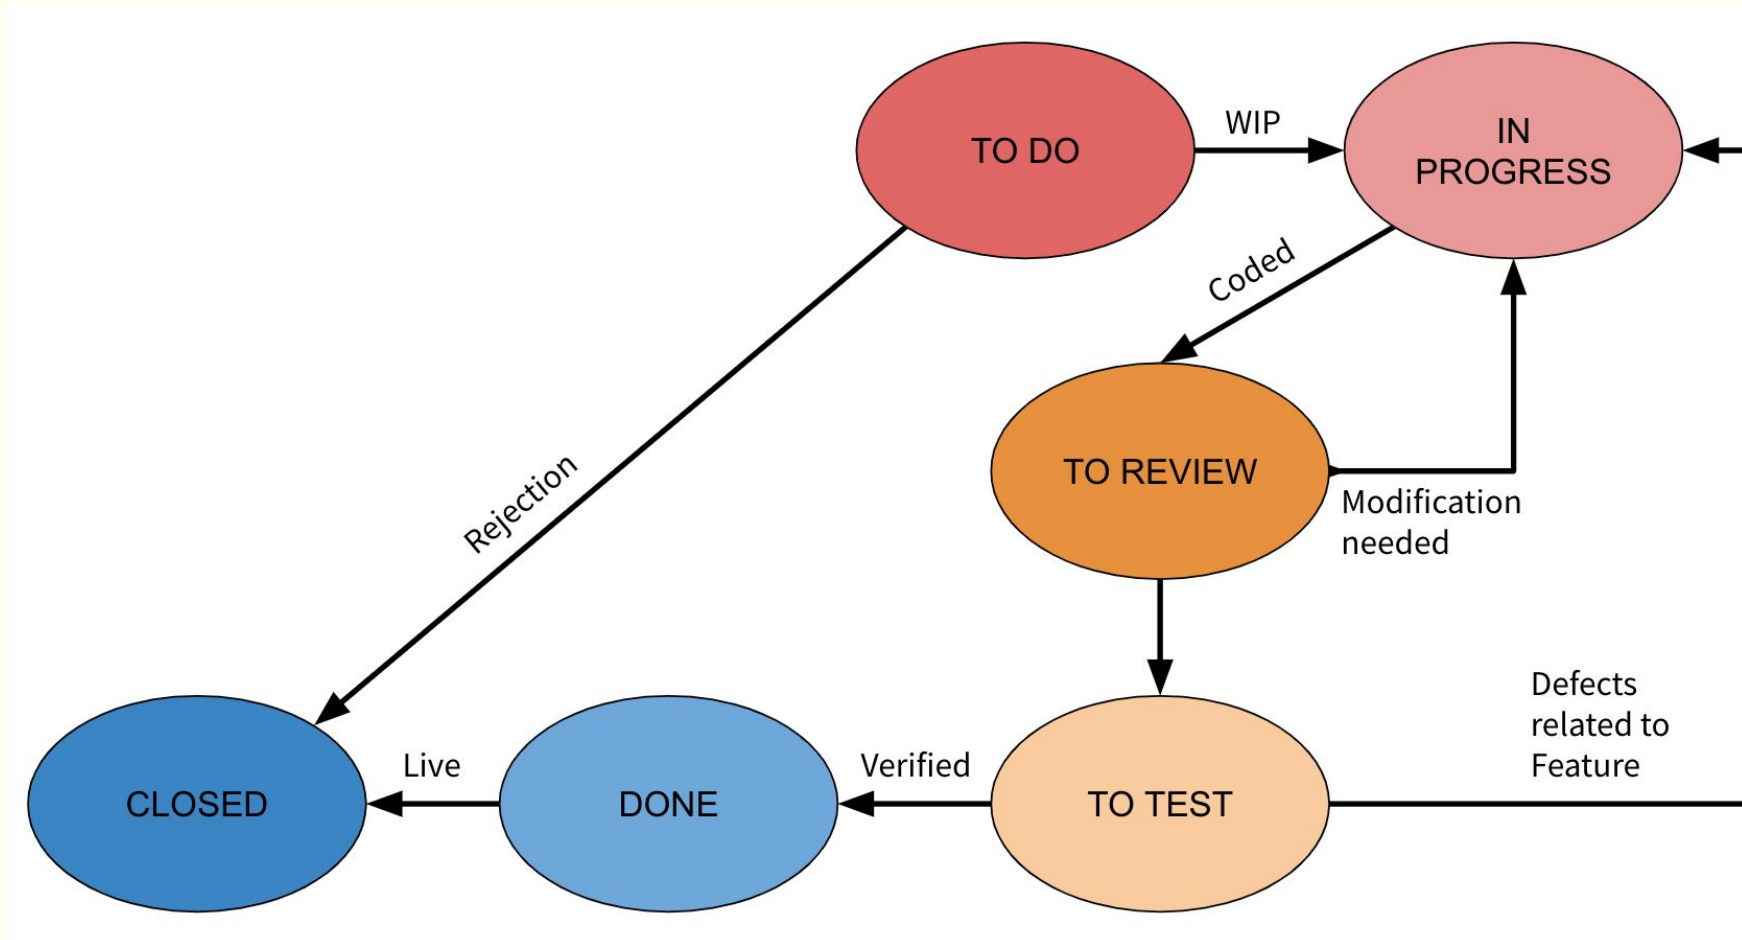 TO DO
WIP
IN
PROGRESS
Coded
Rejection
TO REVIEW
Modification
needed
Defects
related to
Feature
CLOSED
Live
DONE
Verified
TO TEST